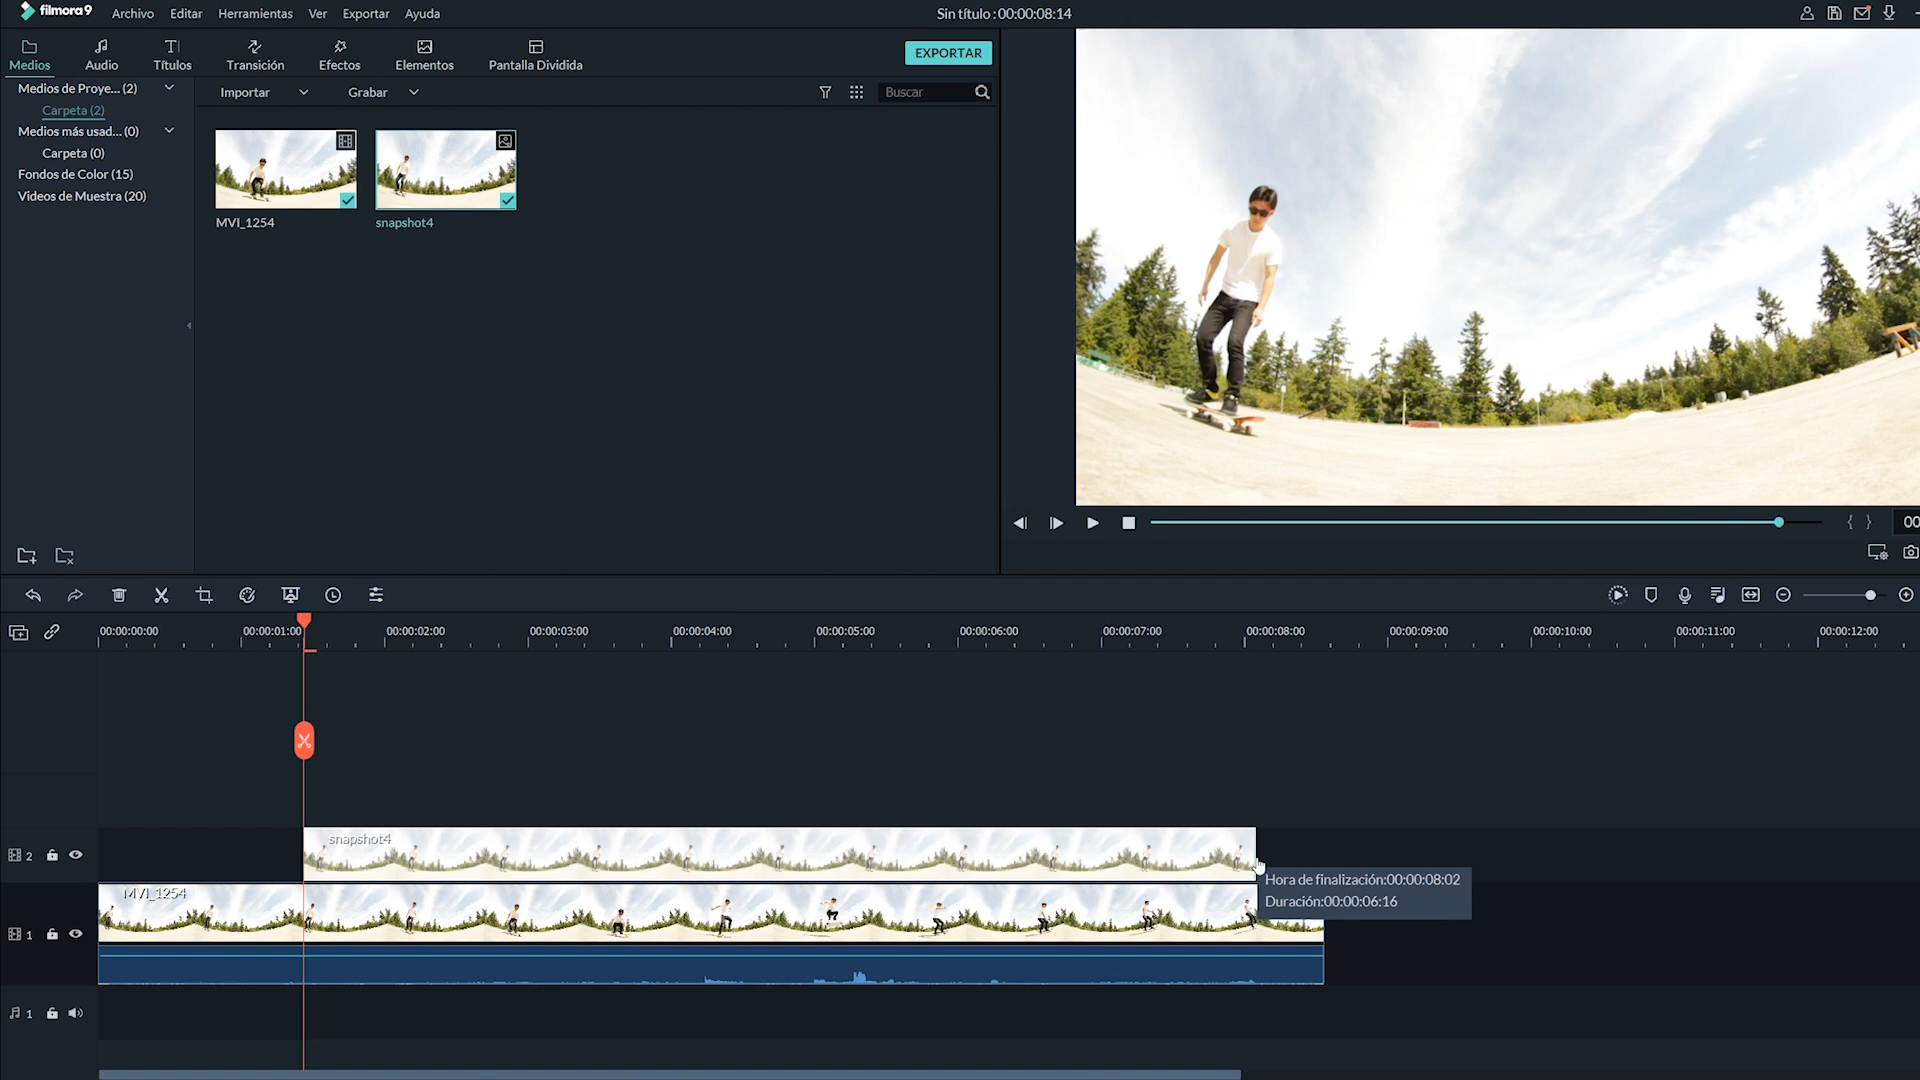 filmora9 Archivo Editar Herramientas Ver Exportar Ayuda Sin título : 00:00:08:14
Medios Audio Títulos Transición Efectos Elementos Pantalla Dividida EXPORTAR
Medios de Proye... (2)
Carpeta (2)
Medios más usad... (0)
Carpeta (0)
Fondos de Color (15)
Videos de Muestra (20)
Importar Grabar Buscar
MVI_1254 snapshot4
00
00:00:00:00 00:00:01:00 00:00:02:00 00:00:03:00 00:00:04:00 00:00:05:00 00:00:06:00 00:00:07:00 00:00:08:00 00:00:09:00 00:00:10:00 00:00:11:00 00:00:12:00
snapshot4
2
Hora de finalización:00:00:08:02
Duración:00:00:06:16
MVI_1254
1
1